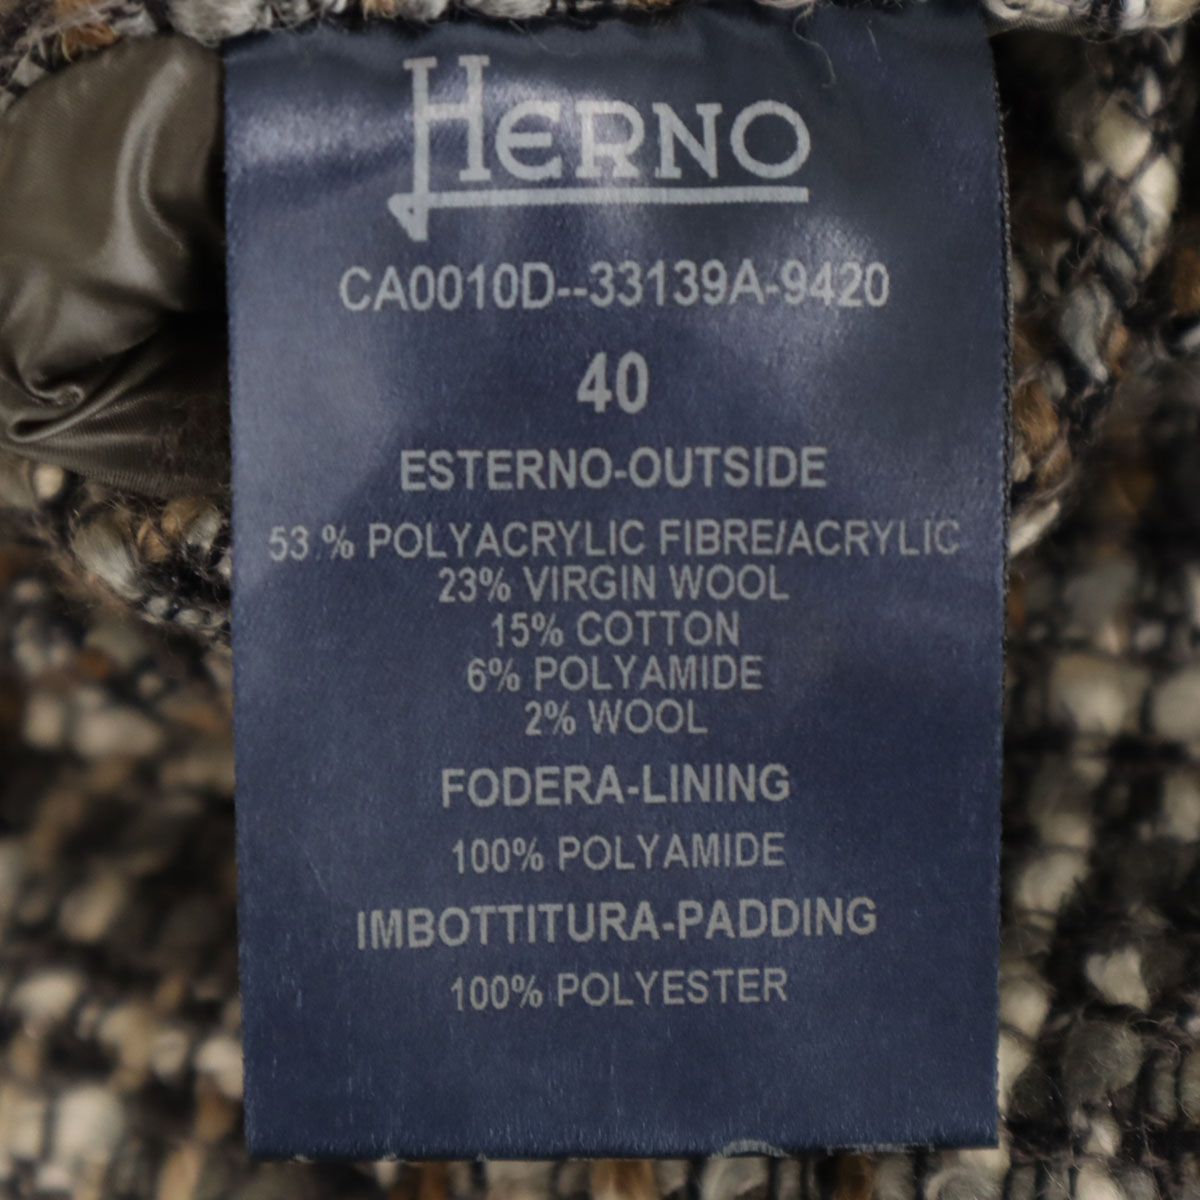 HERNO
CA0010D--33139A-9420
40
ESTERNO-OUTSIDE
53 % POLYACRYLIC FIBRE/ACRYLIC
23% VIRGIN WOOL
15% COTTON
6% POLYAMIDE
2% WOOL
FODERA-LINING
100% POLYAMIDE
IMBOTTITURA-PADDING
100% POLYESTER